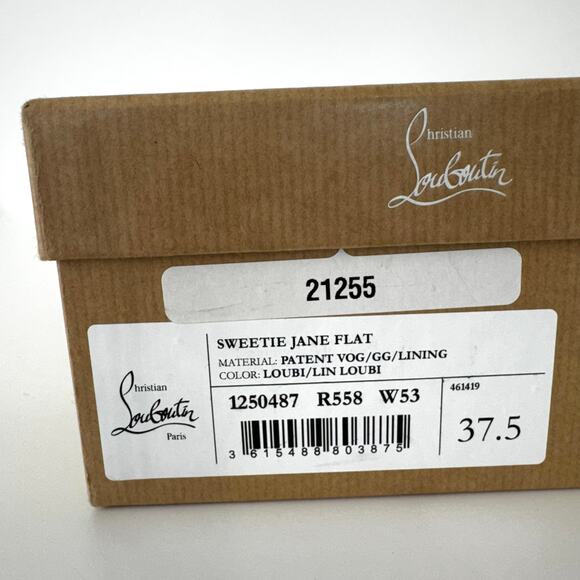 Christian
Louboutin
21255
SWEETIE JANE FLAT
MATERIAL: PATENT VOG/GG/LINING
COLOR: LOUBI/LIN LOUBI
Christian
Louboutin
Paris
1250487 R558 W53
3 615488 803875
461419
37.5